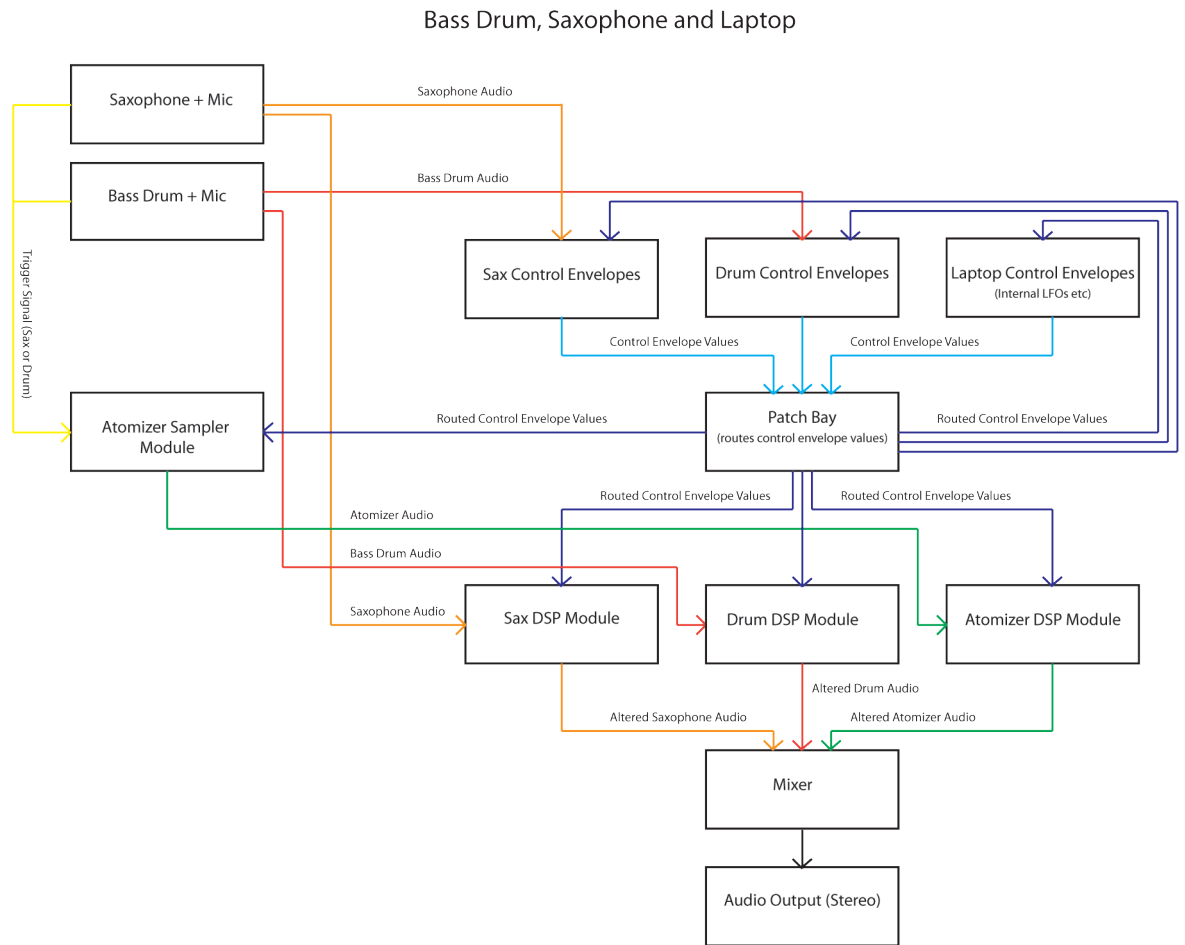 Bass Drum, Saxophone and Laptop
Saxophone + Mic
Saxophone Audio
Bass Drum + Mic
Bass Drum Audio
Trigger Signal (Sax or Drum)
Sax Control Envelopes
Drum Control Envelopes
Laptop Control Envelopes
(Internal LFOs etc)
Control Envelope Values
Control Envelope Values
Atomizer Sampler
Module
Routed Control Envelope Values
Patch Bay
(routes control envelope values)
Routed Control Envelope Values
Routed Control Envelope Values
Routed Control Envelope Values
Atomizer Audio
Bass Drum Audio
Saxophone Audio
Sax DSP Module
Drum DSP Module
Atomizer DSP Module
Altered Drum Audio
Altered Saxophone Audio
Altered Atomizer Audio
Mixer
Audio Output (Stereo)